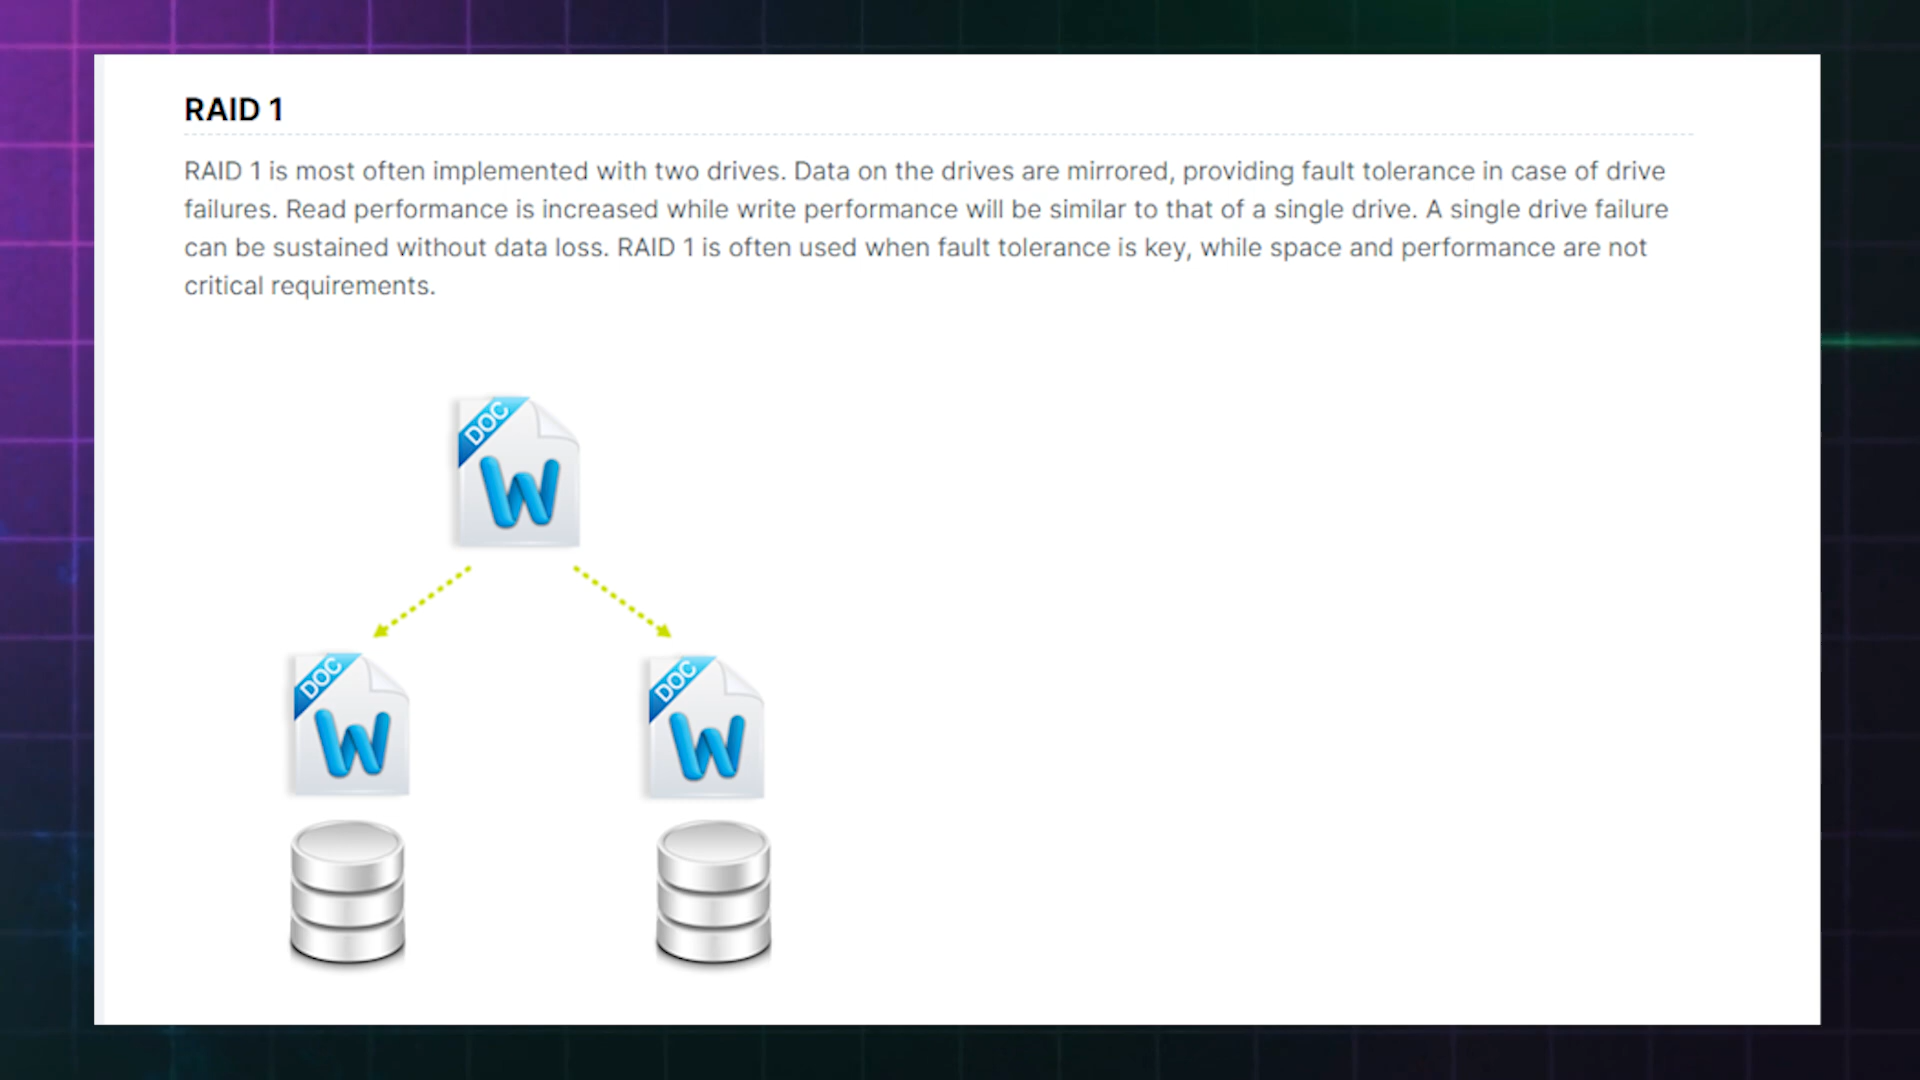 RAID 1
RAID 1 is most often implemented with two drives. Data on the drives are mirrored, providing fault tolerance in case of drive
failures. Read performance is increased while write performance will be similar to that of a single drive. A single drive failure
can be sustained without data loss. RAID 1 is often used when fault tolerance is key, while space and performance are not
critical requirements.
DOC
W
DOC
W
DOC
W